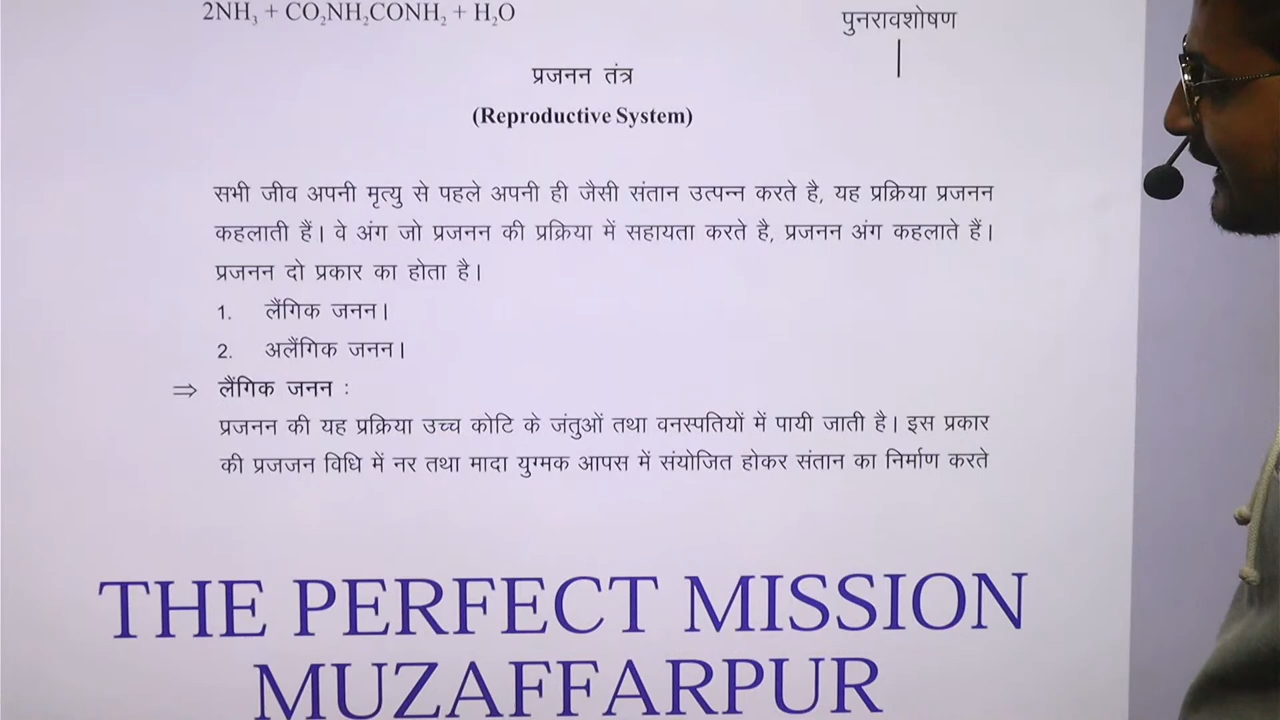 2NH₃ + CO₂NH₂CONH₂ + H₂O
पुनरावशोषण
प्रजनन तंत्र
(Reproductive System)
सभी जीव अपनी मृत्यु से पहले अपनी ही जैसी संतान उत्पन्न करते है, यह प्रक्रिया प्रजनन
कहलाती हैं। वे अंग जो प्रजनन की प्रक्रिया में सहायता करते है, प्रजनन अंग कहलाते हैं।
प्रजनन दो प्रकार का होता है।
1. लैंगिक जनन।
2. अलैंगिक जनन।
⇒ लैंगिक जनन :
प्रजनन की यह प्रक्रिया उच्च कोटि के जंतुओं तथा वनस्पतियों में पायी जाती है। इस प्रकार
की प्रजजन विधि में नर तथा मादा युग्मक आपस में संयोजित होकर संतान का निर्माण करते
THE PERFECT MISSION
MUZAFFARPUR